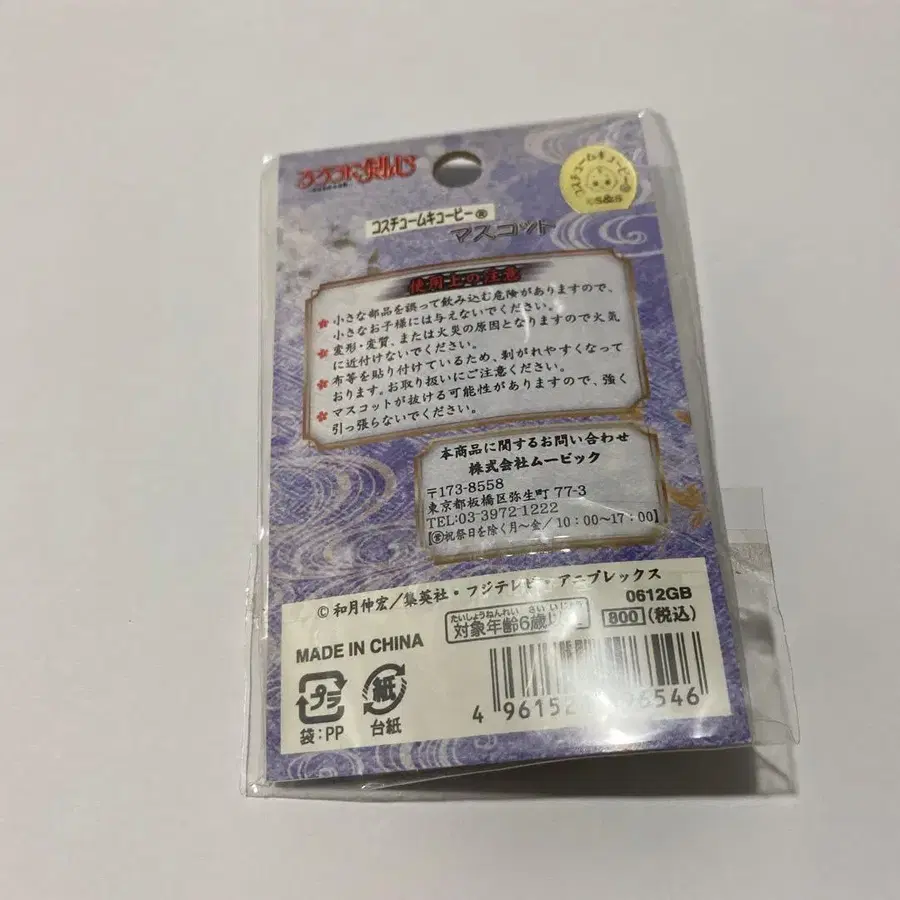 るろうに剣心
コスチュームキューピー®
©S&S
コスチュームキューピー®
マスコット
使用上の注意
小さな部品を誤って飲み込む危険がありますので、
小さなお子様には与えないでください。
変形・変質、または火災の原因となりますので火気
に近付けないでください。
布等を貼り付けているため、剥がれやすくなって
おります。お取り扱いにご注意ください。
マスコットが抜ける可能性がありますので、強く
引っ張らないでください。
本商品に関するお問い合わせ
株式会社ムービック
〒173-8558
東京都板橋区弥生町 77-3
TEL:03-3972-1222
[㊡祝祭日を除く月～金／10：00～17：00]
© 和月伸宏／集英社・フジテレビ・アニプレックス
0612GB
たいしょうねんれい さい いじょう
対象年齢6歳以上
800 (税込)
MADE IN CHINA
プラ
紙
袋：PP
台紙
4 96152 96546